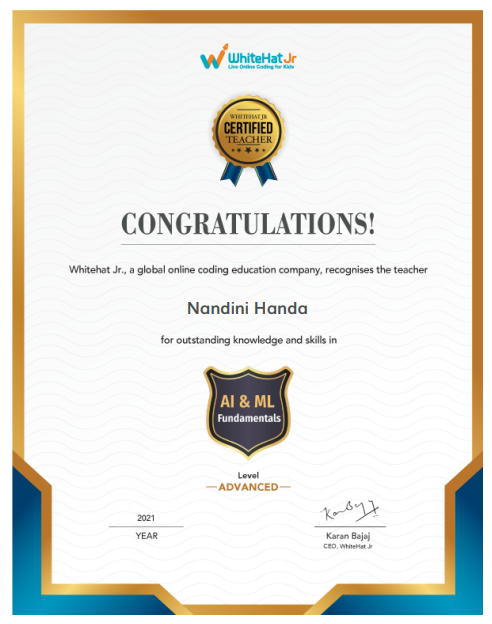 WhiteHat Jr
Live Online Coding for Kids
WHITEHAT JR
CERTIFIED
TEACHER
CONGRATULATIONS!
Whitehat Jr., a global online coding education company, recognises the teacher
Nandini Handa
for outstanding knowledge and skills in
AI & ML
Fundamentals
Level
ADVANCED
2021
YEAR
Karan Bajaj
CEO, WhiteHat Jr